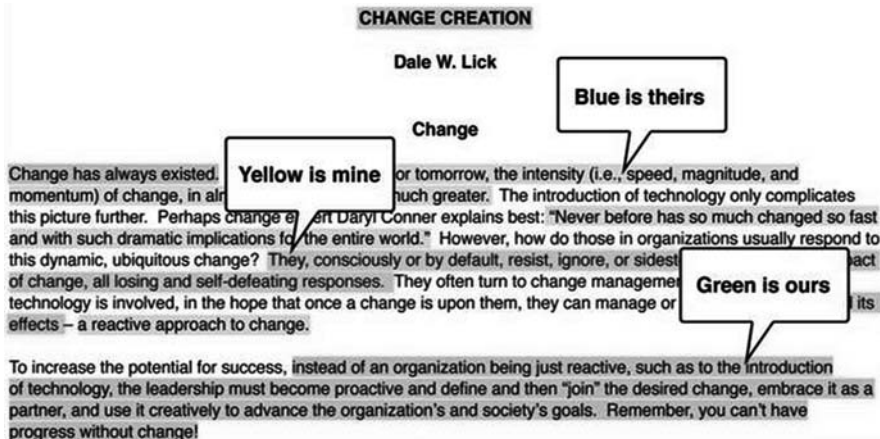 CHANGE CREATION
Dale W. Lick
Blue is theirs
Change
Yellow is mine
Change has always existed. or tomorrow, the intensity (i.e., speed, magnitude, and
momentum) of change, in much greater. The introduction of technology only complicates
this picture further. Perhaps change Daryl Conner explains best: “Never before has so much changed so fast
and with such dramatic implications for the entire world.” However, how do those in organizations usually respond to
this dynamic, ubiquitous change? They, consciously or by default, resist, ignore, or
of change, all losing and self-defeating responses. They often turn to change
Green is ours
technology is involved, in the hope that once a change is upon them, they can manage or its
effects – a reactive approach to change.
To increase the potential for success, instead of an organization being just reactive, such as to the introduction
of technology, the leadership must become proactive and define and then “join” the desired change, embrace it as a
partner, and use it creatively to advance the organization’s and society’s goals. Remember, you can’t have
progress without change!